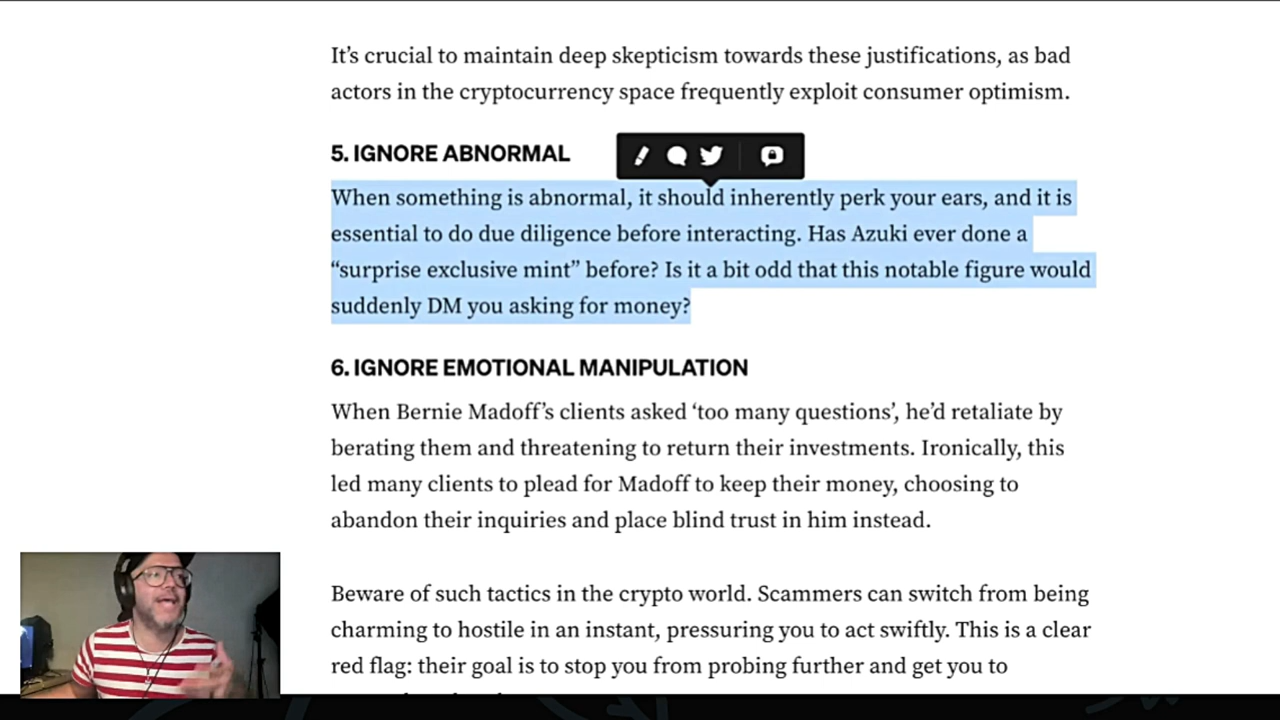 It’s crucial to maintain deep skepticism towards these justifications, as bad
actors in the cryptocurrency space frequently exploit consumer optimism.
5. IGNORE ABNORMAL
When something is abnormal, it should inherently perk your ears, and it is
essential to do due diligence before interacting. Has Azuki ever done a
“surprise exclusive mint” before? Is it a bit odd that this notable figure would
suddenly DM you asking for money?
6. IGNORE EMOTIONAL MANIPULATION
When Bernie Madoff’s clients asked ‘too many questions’, he’d retaliate by
berating them and threatening to return their investments. Ironically, this
led many clients to plead for Madoff to keep their money, choosing to
abandon their inquiries and place blind trust in him instead.
Beware of such tactics in the crypto world. Scammers can switch from being
charming to hostile in an instant, pressuring you to act swiftly. This is a clear
red flag: their goal is to stop you from probing further and get you to